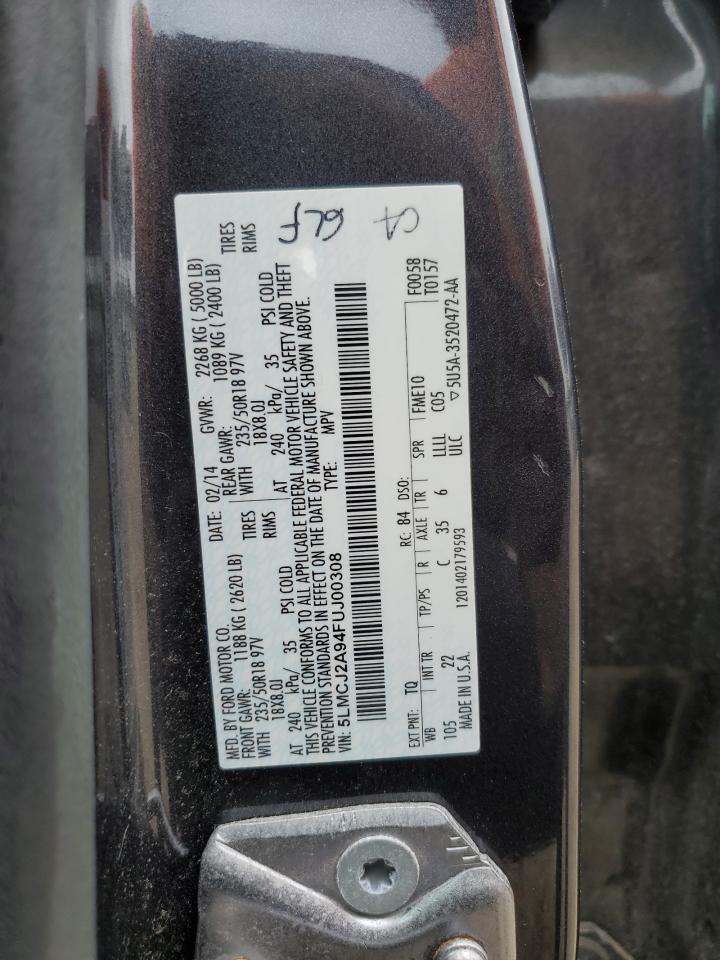 MFD. BY FORD MOTOR CO. DATE: 02/14 GVWR: 2268 KG ( 5000 LB)
FRONT GAWR: 1188 KG ( 2620 LB) REAR GAWR: 1089 KG ( 2400 LB)
WITH 235/50R18 97V TIRES WITH 235/50R18 97V TIRES
18X8.0J RIMS 18X8.0J RIMS
AT 240 kPa/ 35 PSI COLD AT 240 kPa/ 35 PSI COLD
THIS VEHICLE CONFORMS TO ALL APPLICABLE FEDERAL MOTOR VEHICLE SAFETY AND THEFT
PREVENTION STANDARDS IN EFFECT ON THE DATE OF MANUFACTURE SHOWN ABOVE.
VIN: 5LMCJ2A94FUJ00308 TYPE: MPV
6LF
CA
EXT PNT: TQ RC: 84 DSO: F0058
WB INT TR TP/PS R AXLE TR SPR FME10 T0157
105 22 C 35 6 LLLL C05
MADE IN U.S.A. 1201402179593 ULC ▽5U5A-3520472-AA